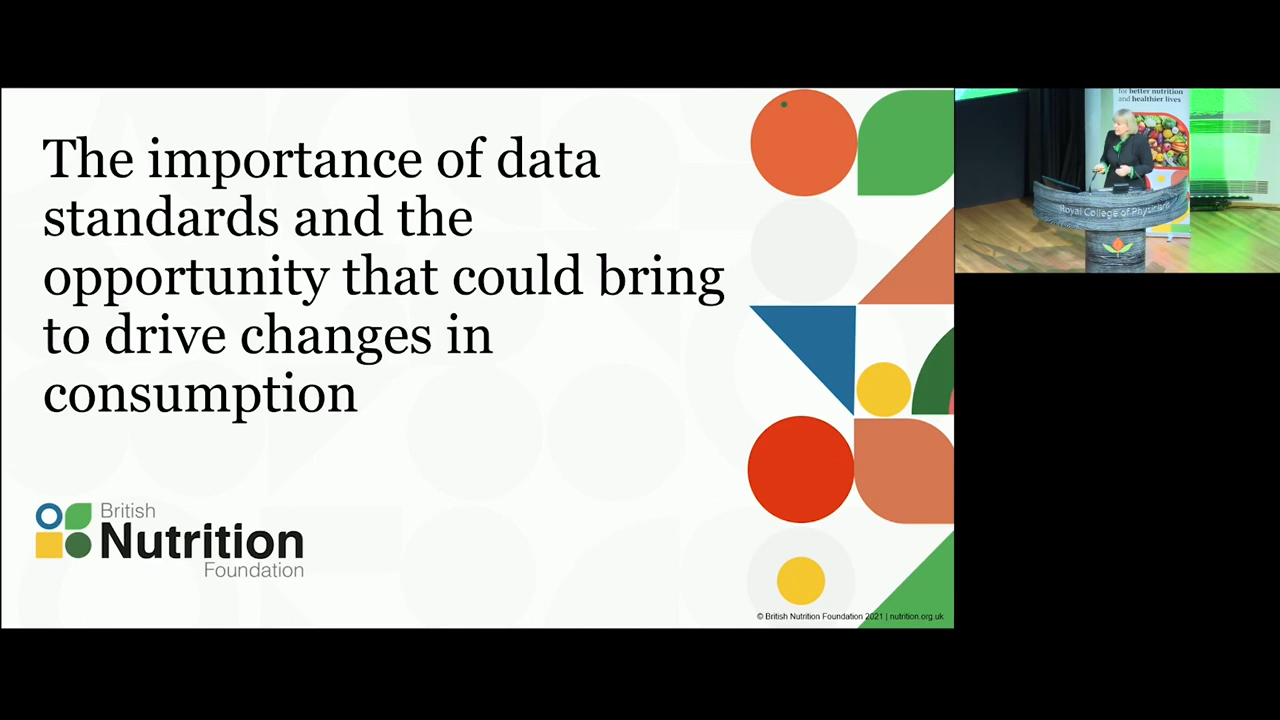 The importance of data
standards and the
opportunity that could bring
to drive changes in
consumption
British
Nutrition
Foundation
© British Nutrition Foundation 2021 | nutrition.org.uk
for better nutrition
and healthier lives
Royal College of Physicians